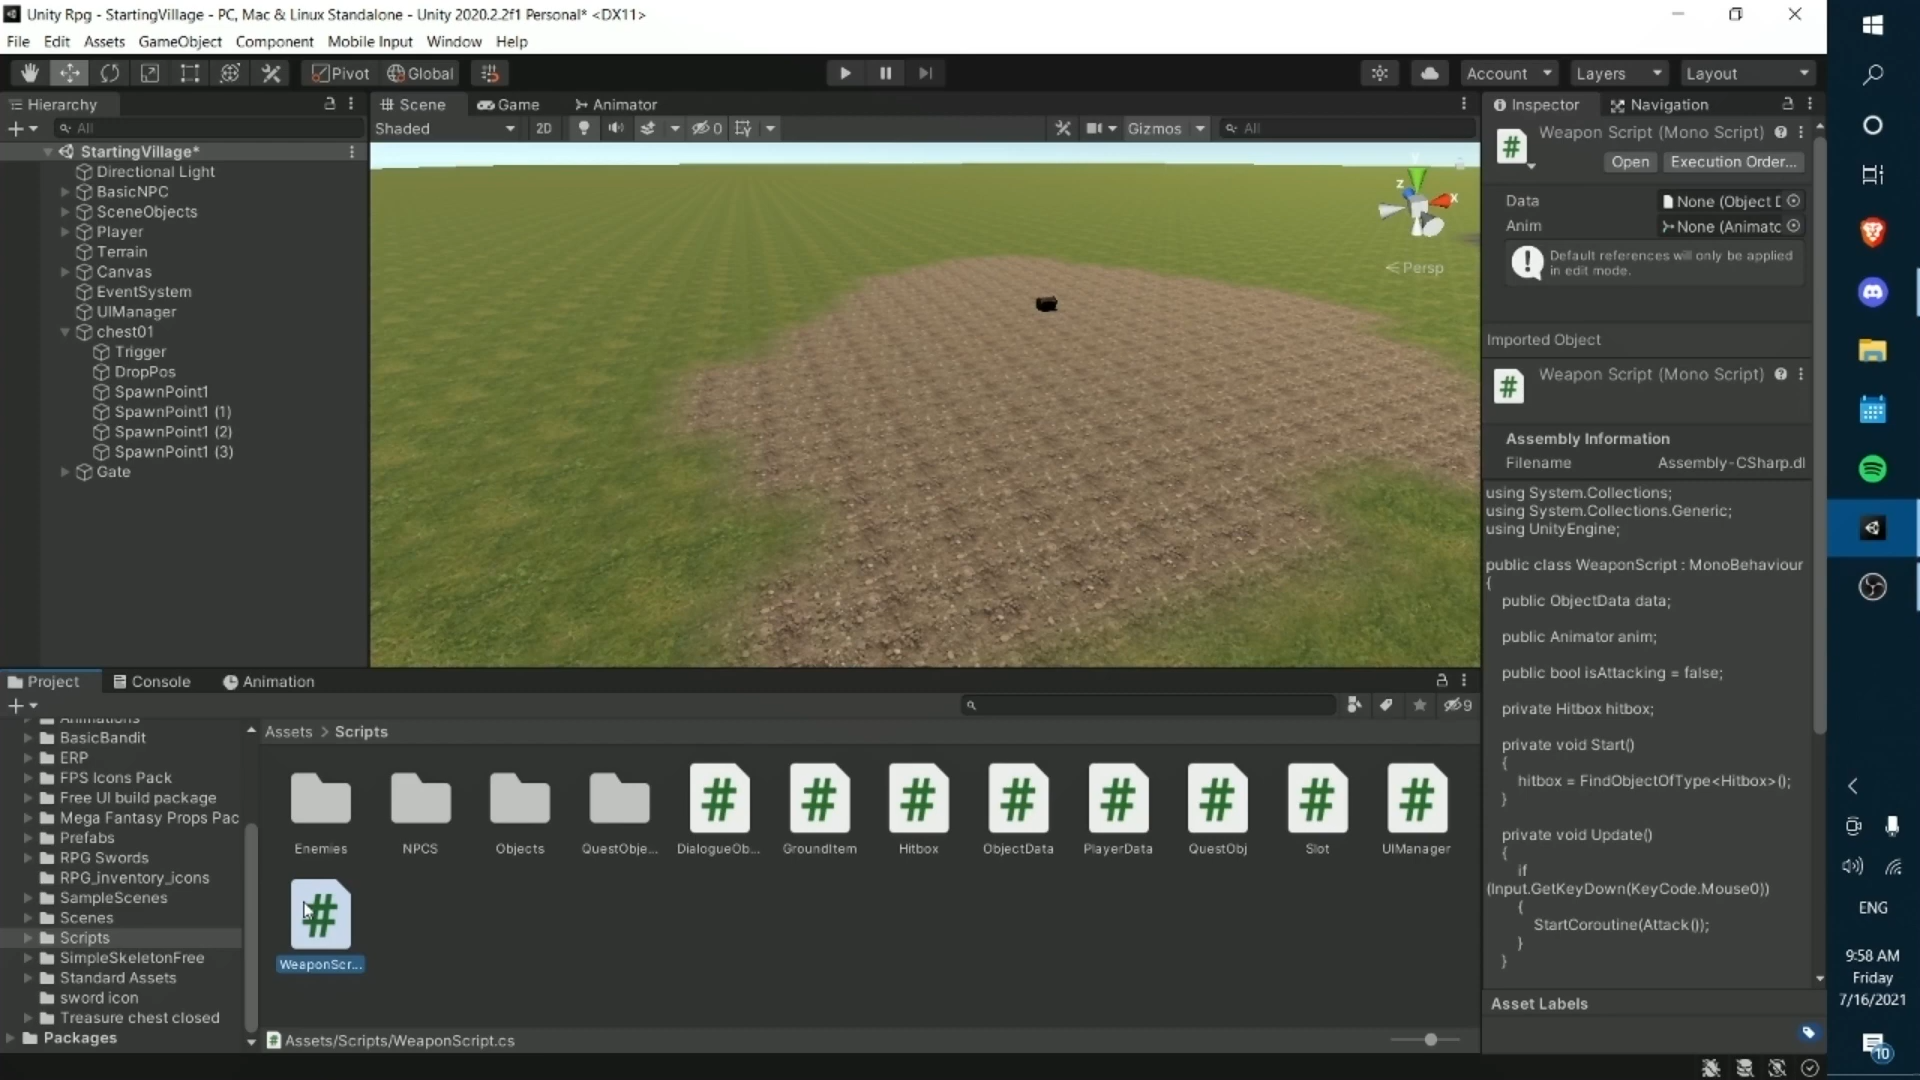 Unity Rpg - StartingVillage - PC, Mac & Linux Standalone - Unity 2020.2.2f1 Personal* <DX11>
File Edit Assets GameObject Component Mobile Input Window Help
Pivot Global Account Layers Layout
Hierarchy
All
StartingVillage*
Directional Light
BasicNPC
SceneObjects
Player
Terrain
Canvas
EventSystem
UIManager
chest01
Trigger
DropPos
SpawnPoint1
SpawnPoint1 (1)
SpawnPoint1 (2)
SpawnPoint1 (3)
Gate
Scene Game Animator
Shaded 2D 0 Gizmos All
y
z
x
Persp
Inspector Navigation
Weapon Script (Mono Script)
Open Execution Order...
Data None (Object D
Anim None (Animatc
Default references will only be applied
in edit mode.
Imported Object
Weapon Script (Mono Script)
Assembly Information
Filename Assembly-CSharp.dl
using System.Collections;
using System.Collections.Generic;
using UnityEngine;
public class WeaponScript : MonoBehaviour
{
public ObjectData data;
public Animator anim;
public bool isAttacking = false;
private Hitbox hitbox;
private void Start()
{
hitbox = FindObjectOfType<Hitbox>();
}
private void Update()
{
if
(Input.GetKeyDown(KeyCode.Mouse0))
{
StartCoroutine(Attack());
}
}
Asset Labels
Project Console Animation
9
Animations
BasicBandit
ERP
FPS Icons Pack
Free UI build package
Mega Fantasy Props Pac
Prefabs
RPG Swords
RPG_inventory_icons
SampleScenes
Scenes
Scripts
SimpleSkeletonFree
Standard Assets
sword icon
Treasure chest closed
Packages
Assets > Scripts
Enemies NPCS Objects QuestObje... DialogueOb... GroundItem Hitbox ObjectData PlayerData QuestObj Slot UIManager
WeaponScr...
Assets/Scripts/WeaponScript.cs
ENG
9:58 AM
Friday
7/16/2021
10